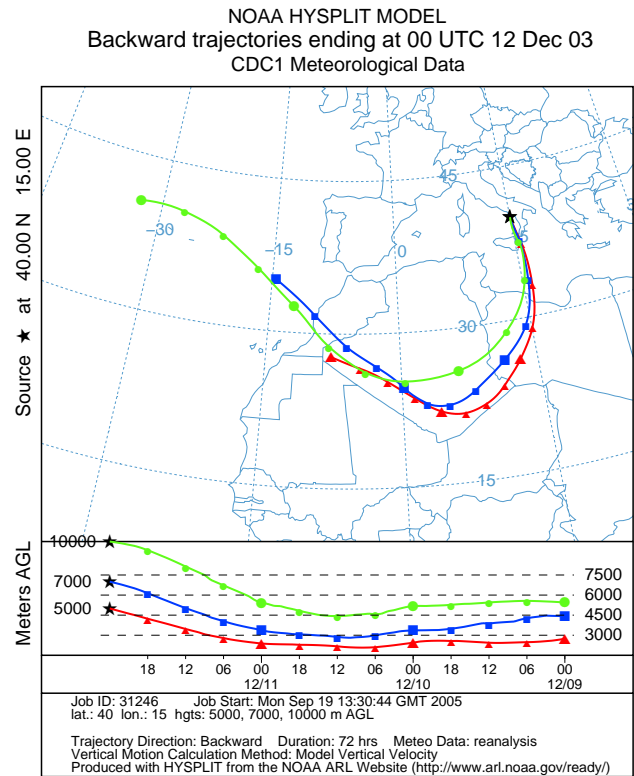 NOAA HYSPLIT MODEL
Backward trajectories ending at 00 UTC 12 Dec 03
CDC1 Meteorological Data
Source ★ at 40.00 N 15.00 E
45
−30
−15
0
15
30
15
Meters AGL
10000
7000
5000
7500
6000
4500
3000
18 12 06 00 18 12 06 00 18 12 06 00
12/11 12/10 12/09
Job ID: 31246 Job Start: Mon Sep 19 13:30:44 GMT 2005
lat.: 40 lon.: 15 hgts: 5000, 7000, 10000 m AGL
Trajectory Direction: Backward Duration: 72 hrs Meteo Data: reanalysis
Vertical Motion Calculation Method: Model Vertical Velocity
Produced with HYSPLIT from the NOAA ARL Website (http://www.arl.noaa.gov/ready/)